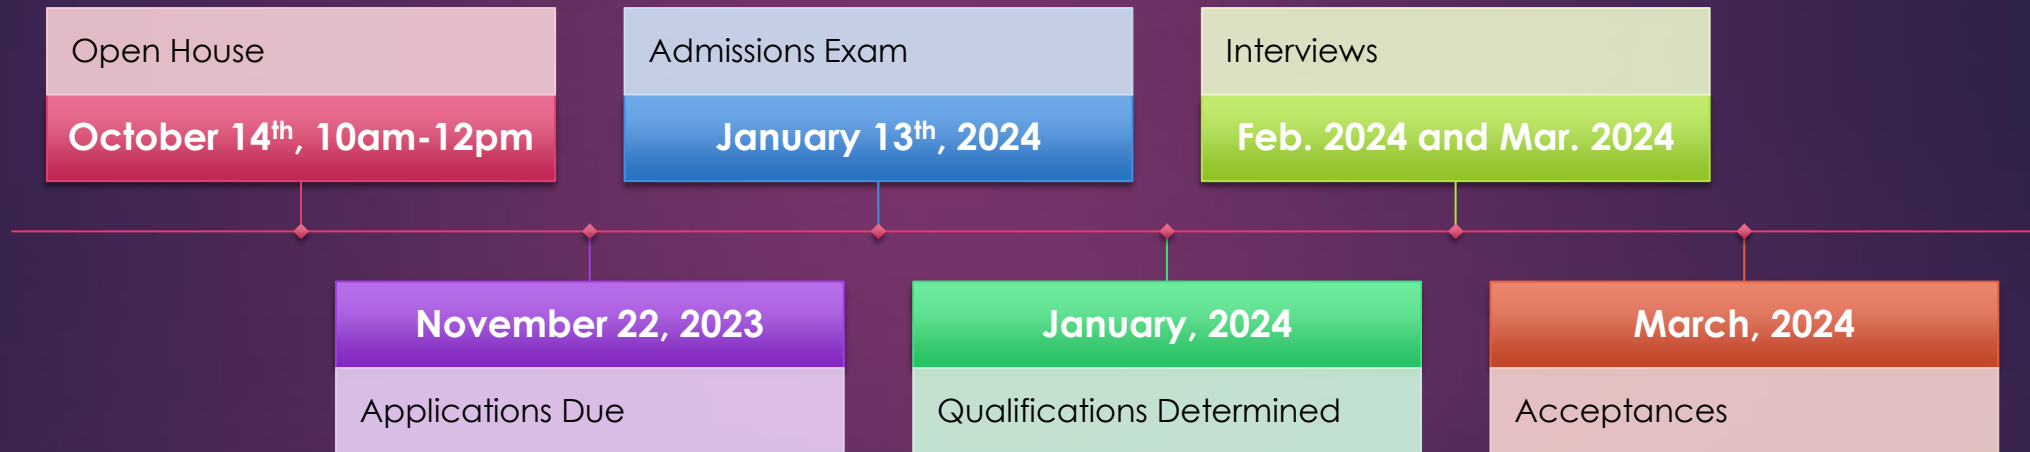 Open House
October 14th, 10am-12pm
November 22, 2023
Applications Due
Admissions Exam
January 13th, 2024
January, 2024
Qualifications Determined
Interviews
Feb. 2024 and Mar. 2024
March, 2024
Acceptances